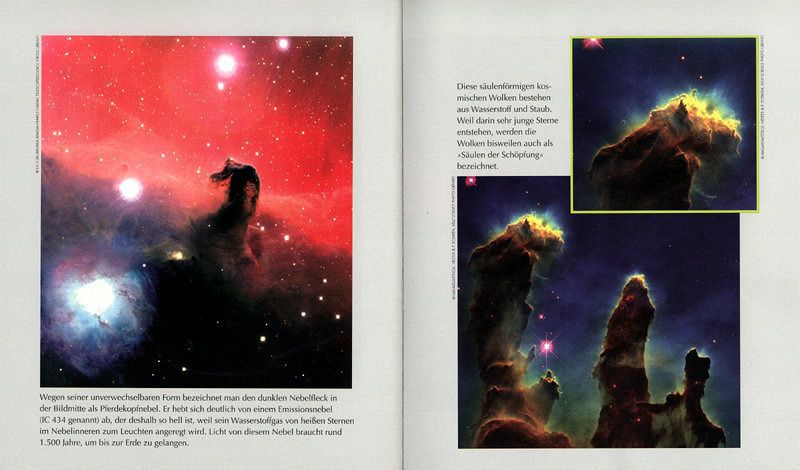 Wegen seiner unverwechselbaren Form bezeichnet man den dunklen Nebelfleck in
der Bildmitte als Pferdekopfnebel. Er hebt sich deutlich von einem Emissionsnebel
(IC 434 genannt) ab, der deshalb so hell ist, weil sein Wasserstoffgas von heißen Sternen
im Nebelinneren zum Leuchten angeregt wird. Licht von diesem Nebel braucht rund
1.500 Jahre, um bis zur Erde zu gelangen.
Diese säulenförmigen kos-
mischen Wolken bestehen
aus Wasserstoff und Staub.
Weil darin sehr junge Sterne
entstehen, werden die
Wolken bisweilen auch als
»Säulen der Schöpfung«
bezeichnet.